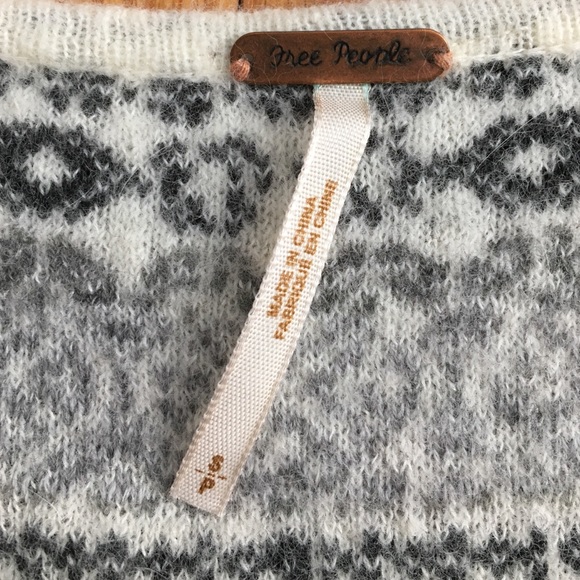 Free People
MADE IN CHINA
FABRIQUÉ EN CHINE
S/P